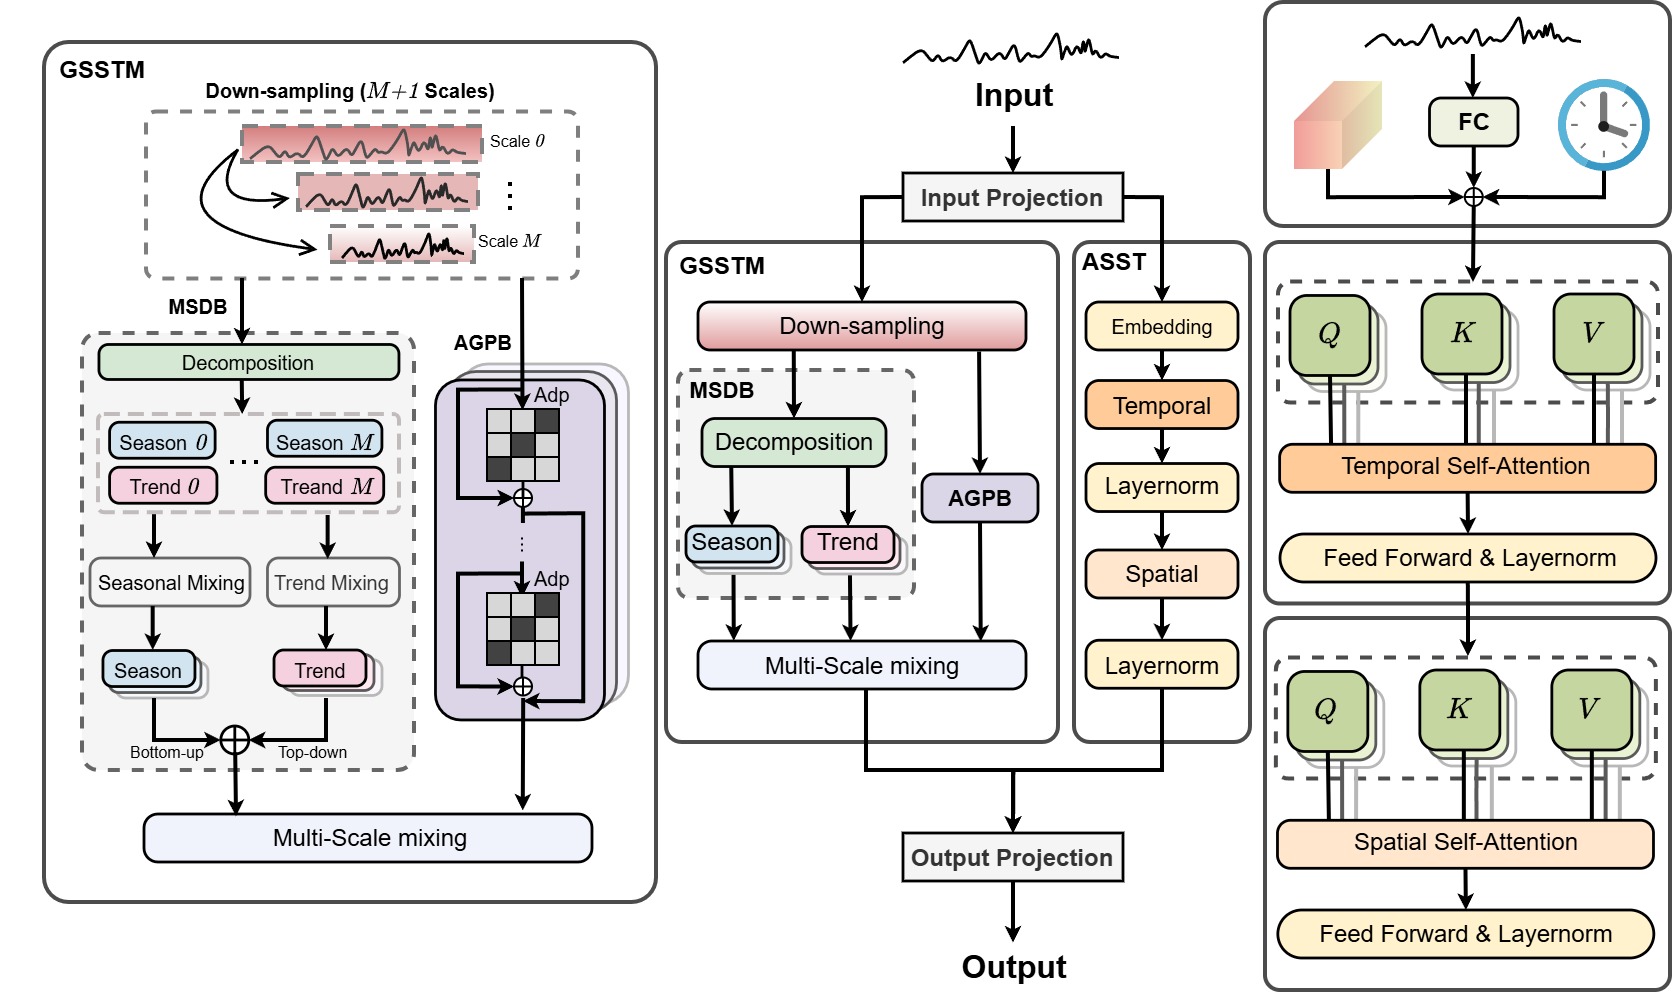 GSSTM
Down-sampling (M+1 Scales)
Scale 0
Scale M
MSDB
Decomposition
Season 0
Season M
Trend 0
....
Treand M
Seasonal Mixing
Trend Mixing
Season
Trend
Bottom-up
Top-down
AGPB
Adp
Adp
Multi-Scale mixing
Input
Input Projection
GSSTM
Down-sampling
MSDB
Decomposition
Season
Trend
AGPB
Multi-Scale mixing
ASST
Embedding
Temporal
Layernorm
Spatial
Layernorm
Output Projection
Output
FC
Q
K
V
Temporal Self-Attention
Feed Forward & Layernorm
Q
K
V
Spatial Self-Attention
Feed Forward & Layernorm